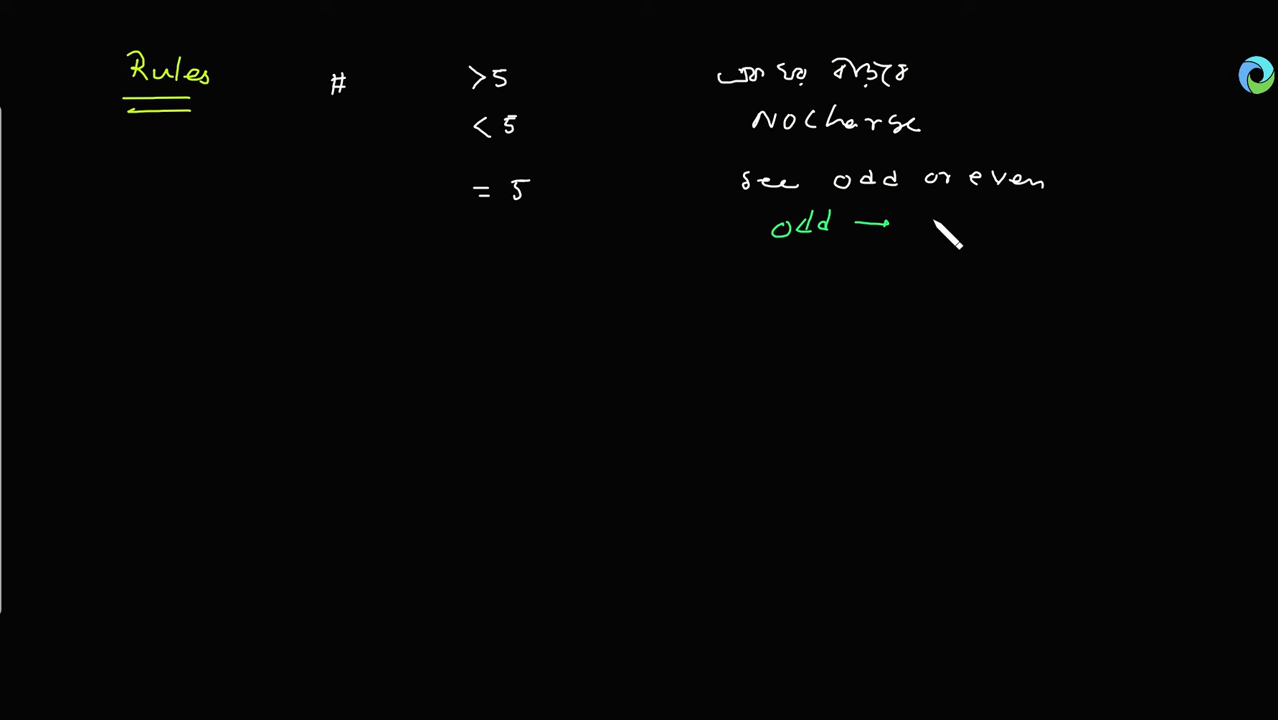 Rules # >5 বাড়বে
< 5 NO Change
= 5 see odd or even
odd →